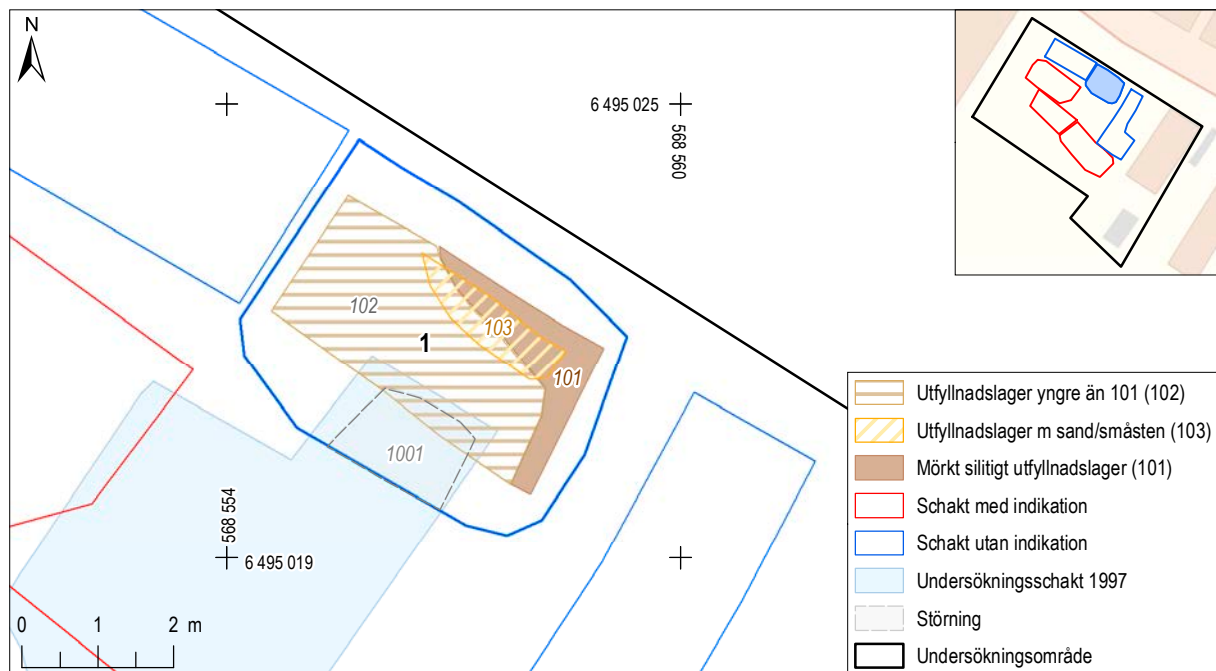 N
6 495 025
568 560
102
103
1
101
1001
568 554
6 495 019
0 1 2 m
Utfyllnadslager yngre än 101 (102)
Utfyllnadslager m sand/småsten (103)
Mörkt silitigt utfyllnadslager (101)
Schakt med indikation
Schakt utan indikation
Undersökningsschakt 1997
Störning
Undersökningsområde